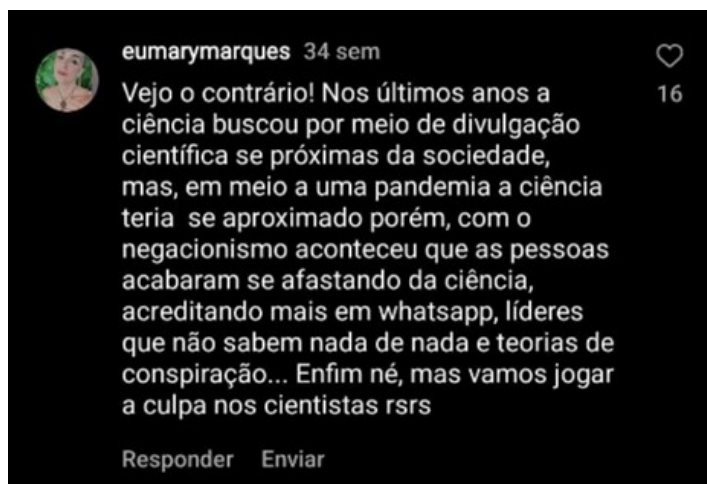 eumarymarques 34 sem
Vejo o contrário! Nos últimos anos a
ciência buscou por meio de divulgação
científica se próximas da sociedade,
mas, em meio a uma pandemia a ciência
teria  se aproximado porém, com o
negacionismo aconteceu que as pessoas
acabaram se afastando da ciência,
acreditando mais em whatsapp, líderes
que não sabem nada de nada e teorias de
conspiração... Enfim né, mas vamos jogar
a culpa nos cientistas rsrs
16
Responder Enviar